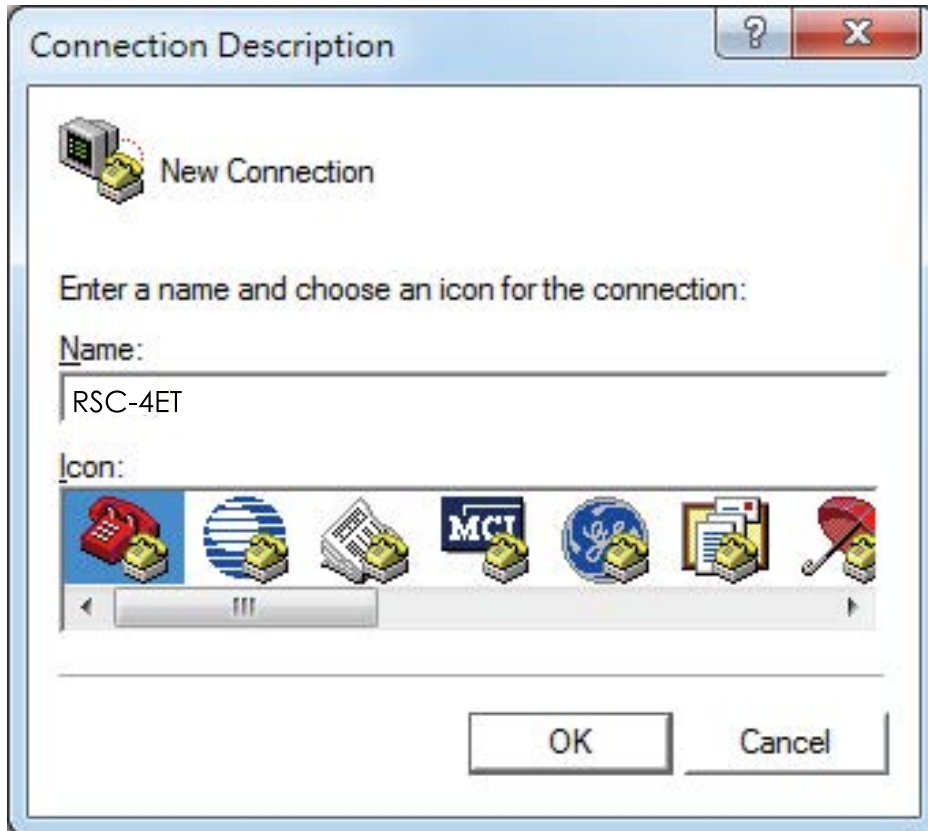 Connection Description
New Connection
Enter a name and choose an icon for the connection:
Name:
RSC-4ET
Icon:
MCI
OK
Cancel